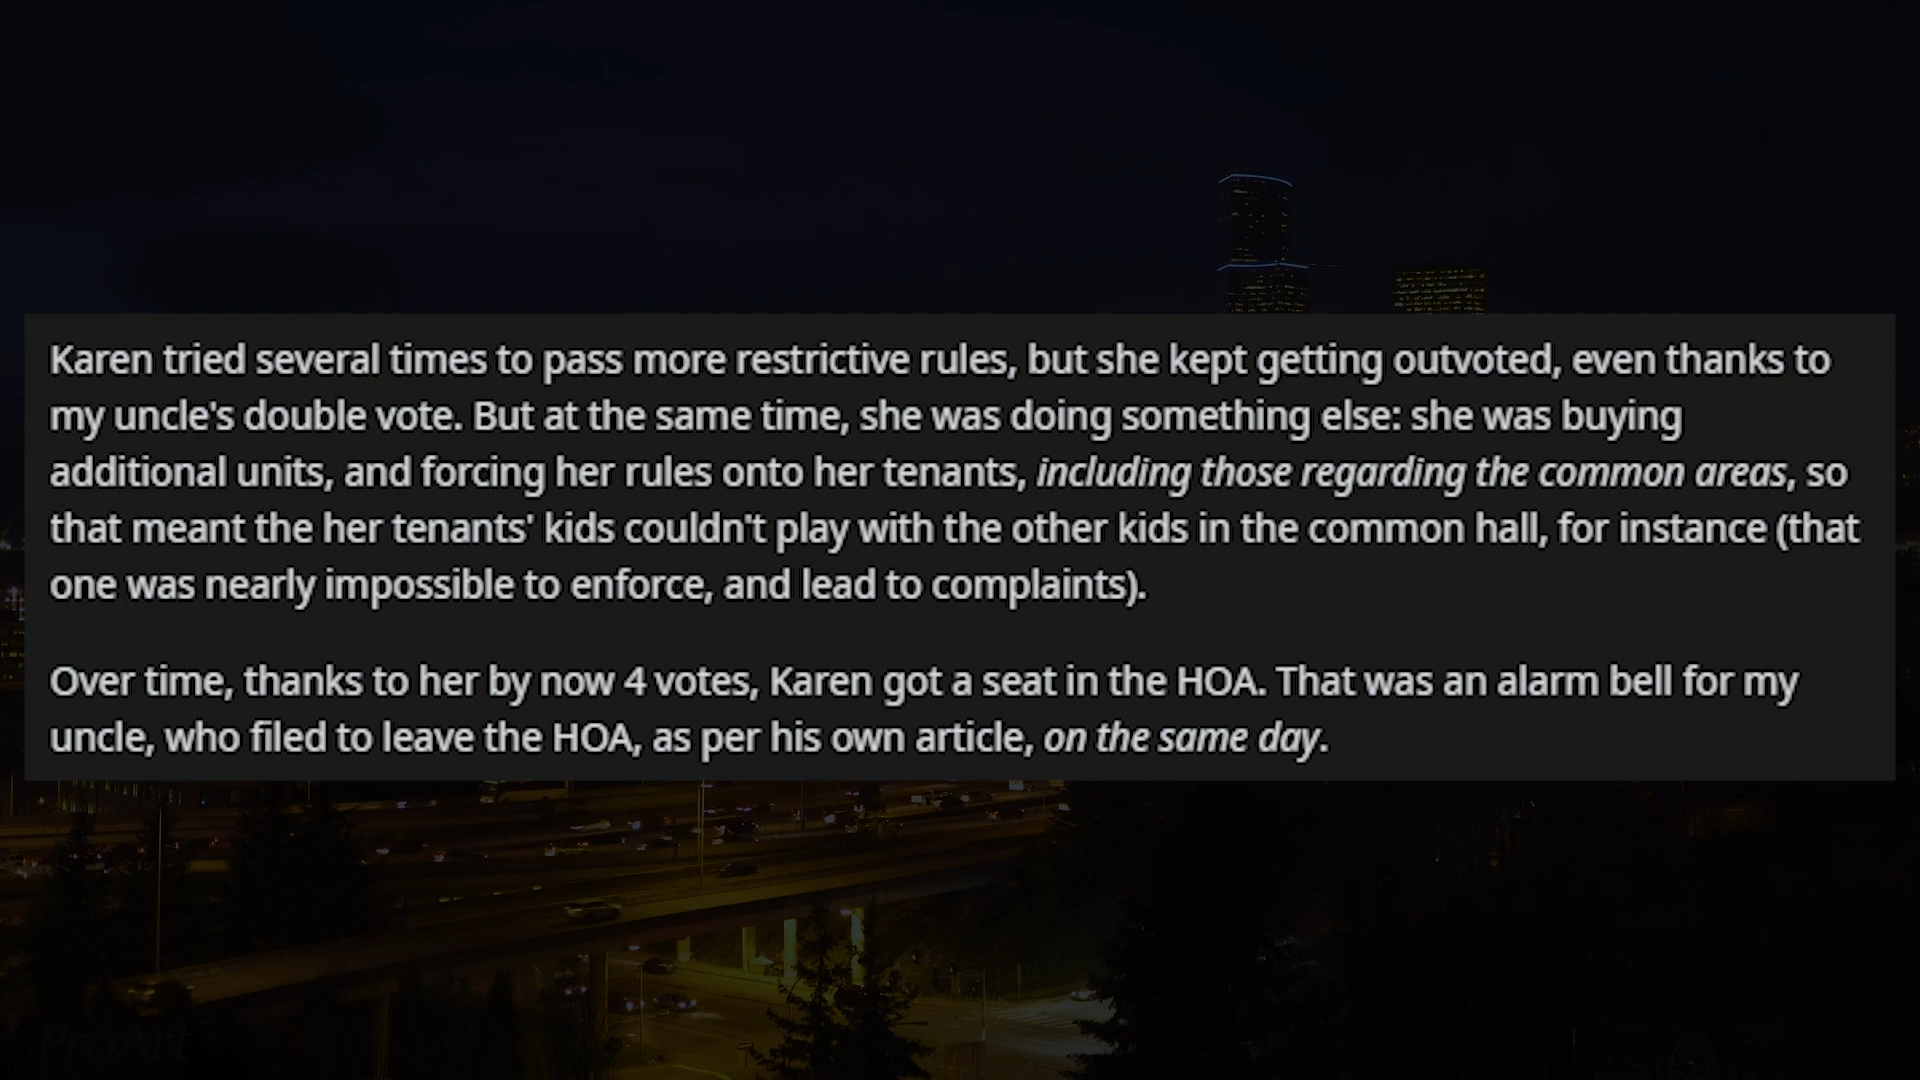 Karen tried several times to pass more restrictive rules, but she kept getting outvoted, even thanks to
my uncle's double vote. But at the same time, she was doing something else: she was buying
additional units, and forcing her rules onto her tenants, including those regarding the common areas, so
that meant the her tenants' kids couldn't play with the other kids in the common hall, for instance (that
one was nearly impossible to enforce, and lead to complaints).
Over time, thanks to her by now 4 votes, Karen got a seat in the HOA. That was an alarm bell for my
uncle, who filed to leave the HOA, as per his own article, on the same day.
ProArt